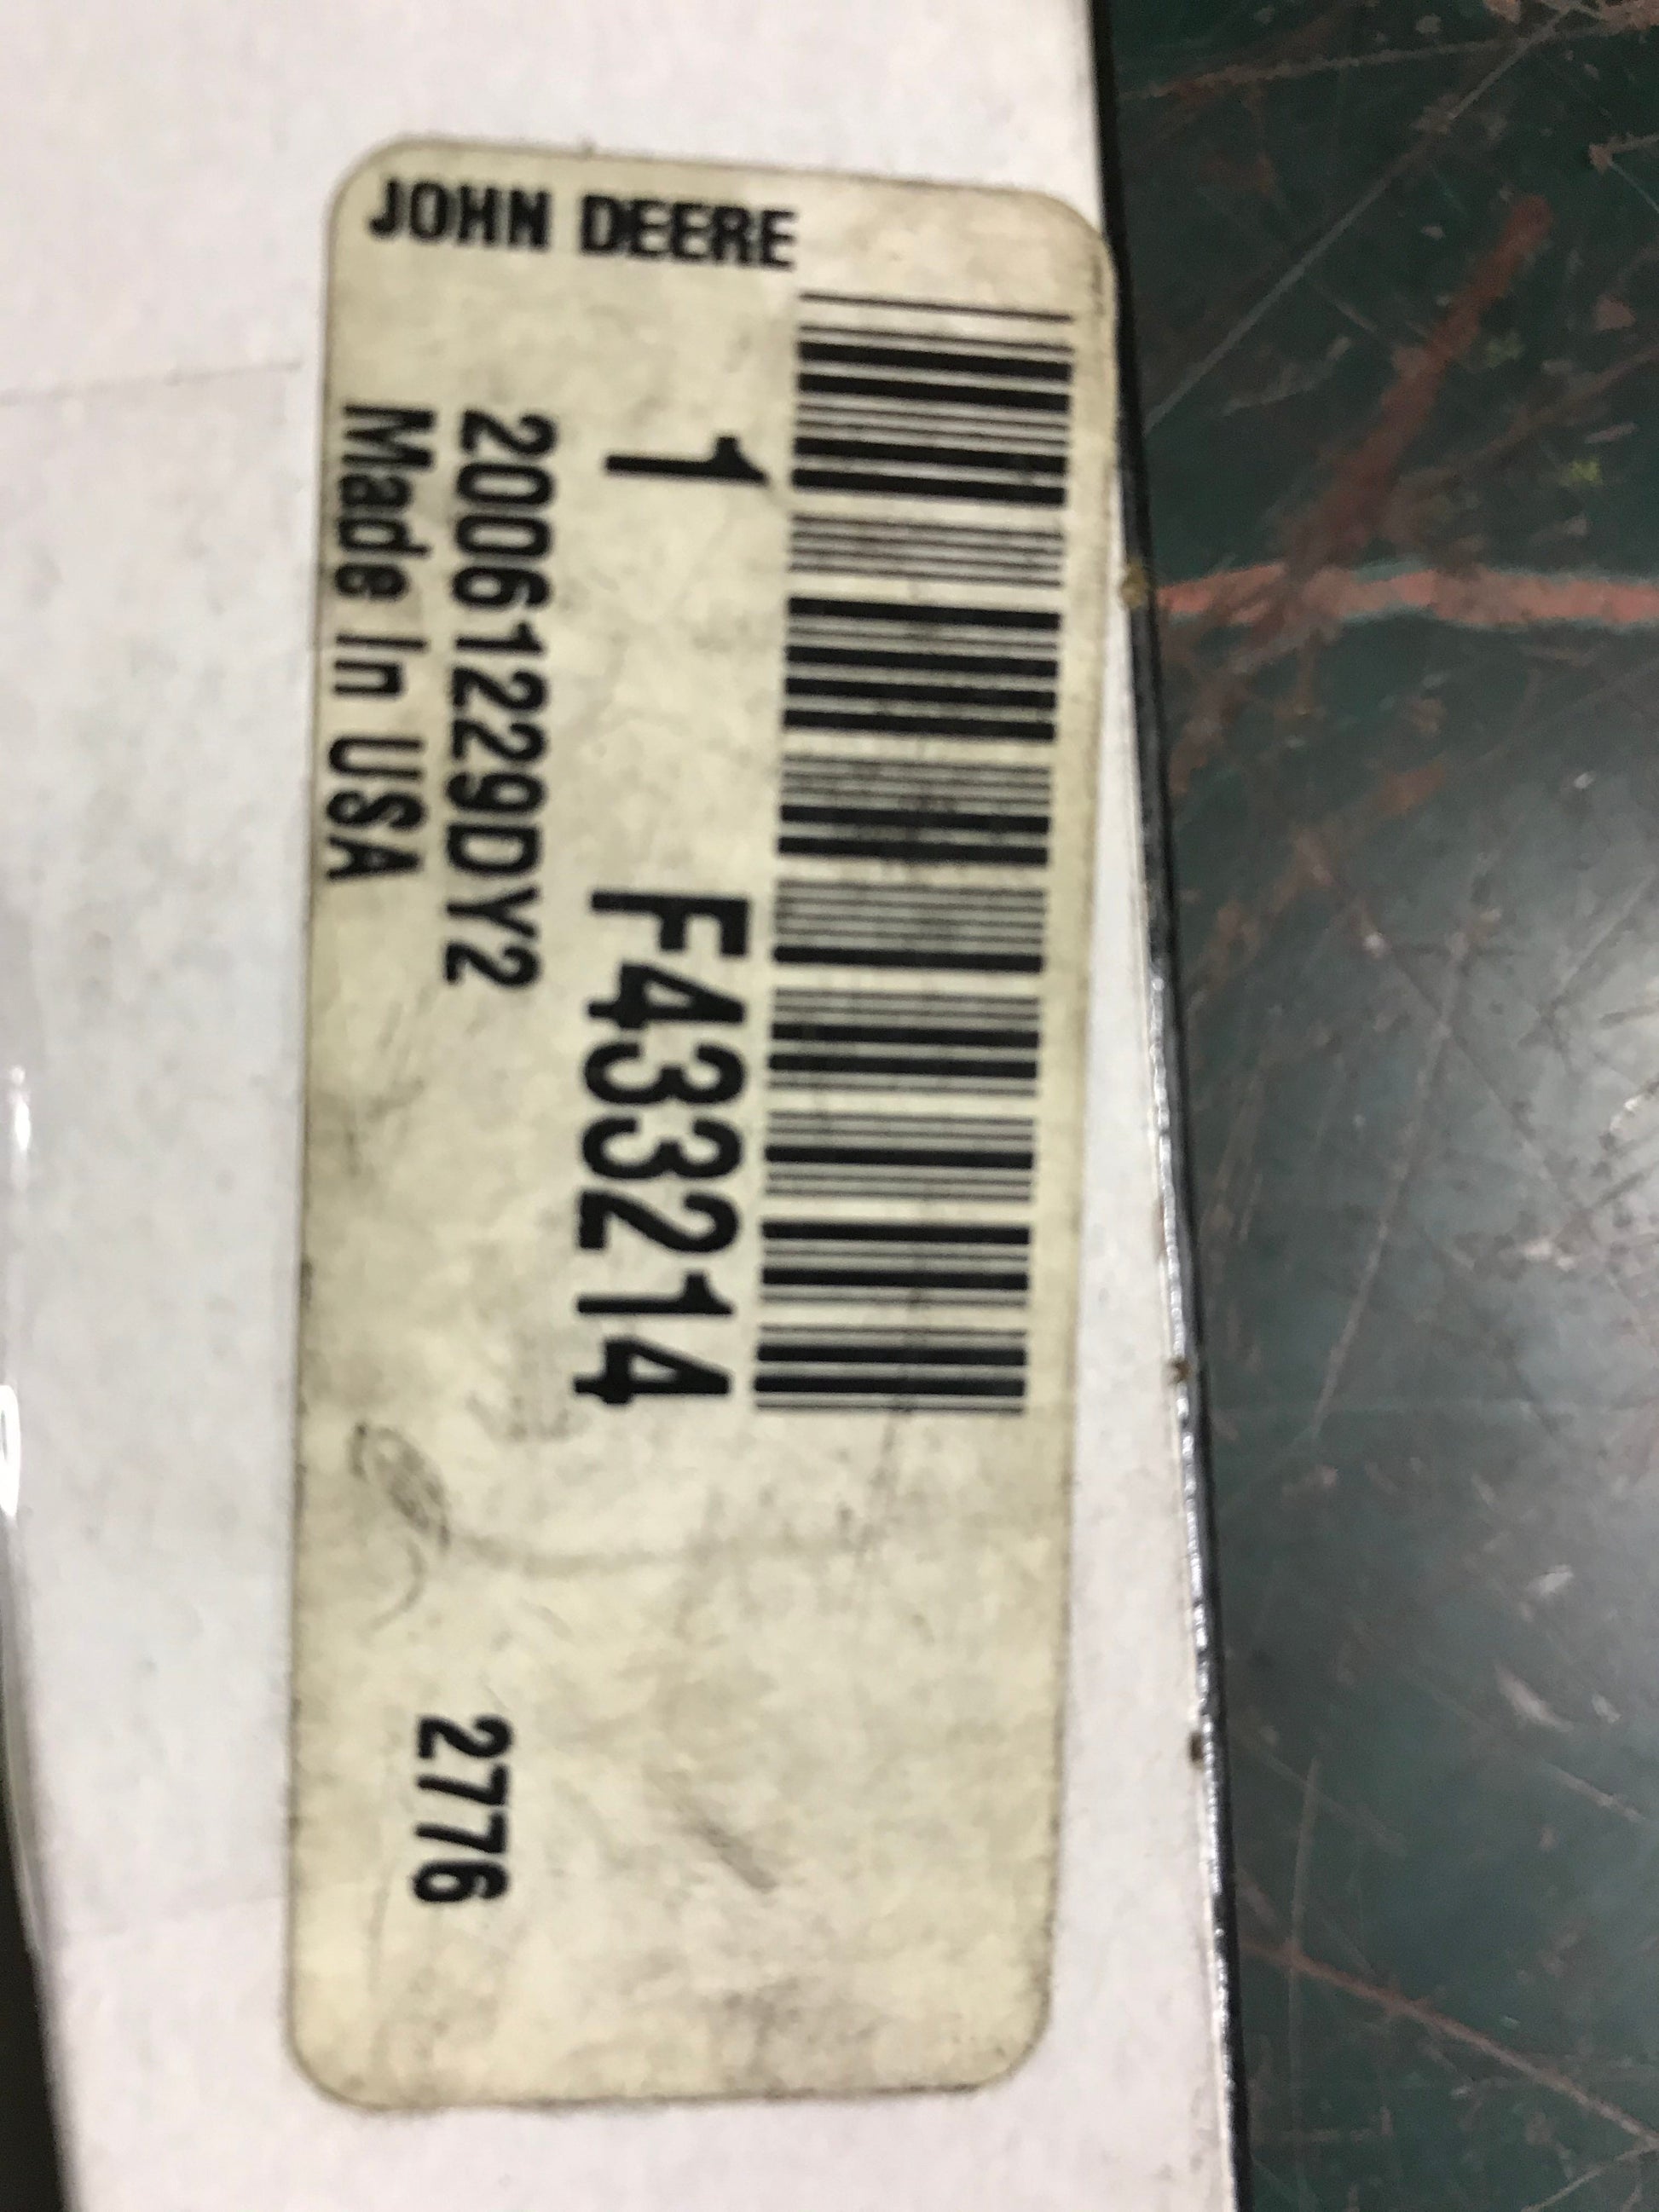 JOHN DEERE
1 F433214
20061229DY2 2776
Made In USA